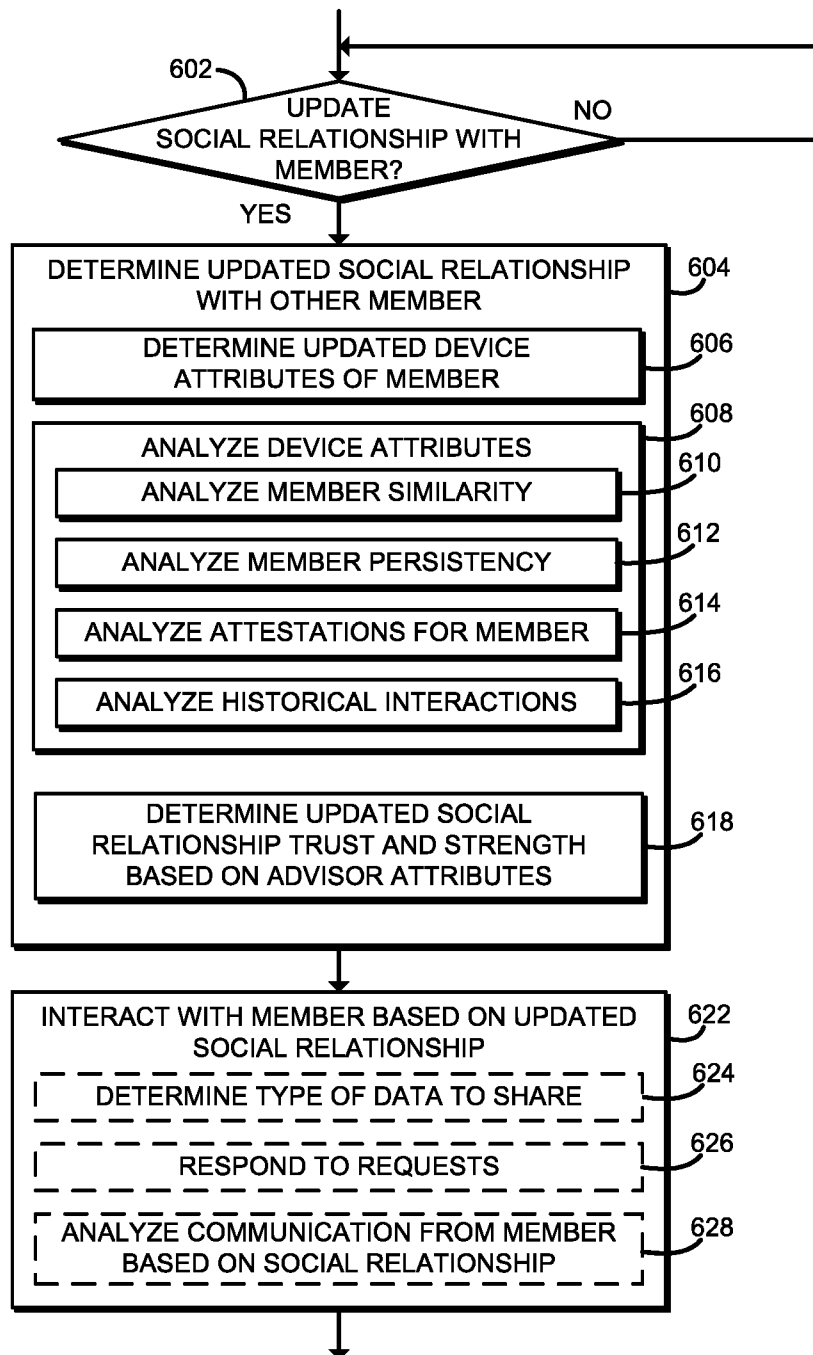 602
UPDATE
SOCIAL RELATIONSHIP WITH
MEMBER?
NO
YES
DETERMINE UPDATED SOCIAL RELATIONSHIP
WITH OTHER MEMBER
604
DETERMINE UPDATED DEVICE
ATTRIBUTES OF MEMBER
606
ANALYZE DEVICE ATTRIBUTES
608
ANALYZE MEMBER SIMILARITY
610
ANALYZE MEMBER PERSISTENCY
612
ANALYZE ATTESTATIONS FOR MEMBER
614
ANALYZE HISTORICAL INTERACTIONS
616
DETERMINE UPDATED SOCIAL
RELATIONSHIP TRUST AND STRENGTH
BASED ON ADVISOR ATTRIBUTES
618
INTERACT WITH MEMBER BASED ON UPDATED
SOCIAL RELATIONSHIP
622
DETERMINE TYPE OF DATA TO SHARE
624
RESPOND TO REQUESTS
626
ANALYZE COMMUNICATION FROM MEMBER
BASED ON SOCIAL RELATIONSHIP
628